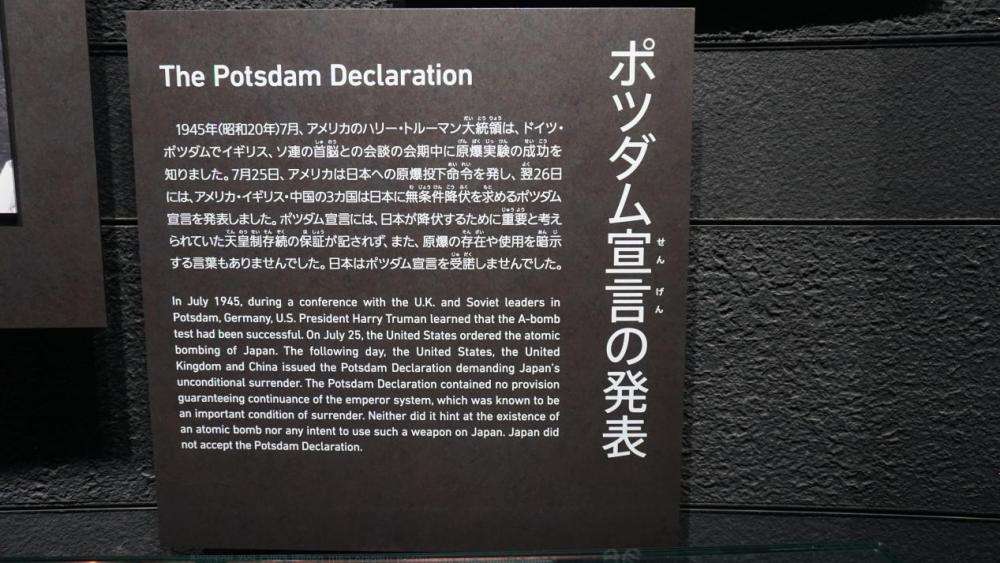 The Potsdam Declaration
ポツダム宣言の発表
せん げん
1945年(昭和20年)7月、アメリカのハリー・トルーマン大統領は、ドイツ・
ポツダムでイギリス、ソ連の首脳との会談の会期中に原爆実験の成功を
知りました。7月25日、アメリカは日本への原爆投下命令を発し、翌26日
には、アメリカ・イギリス・中国の3カ国は日本に無条件降伏を求めるポツダム
宣言を発表しました。ポツダム宣言には、日本が降伏するために重要と考え
られていた天皇制存続の保証が記されず、また、原爆の存在や使用を暗示
する言葉もありませんでした。日本はポツダム宣言を受諾しませんでした。
In July 1945, during a conference with the U.K. and Soviet leaders in
Potsdam, Germany, U.S. President Harry Truman learned that the A-bomb
test had been successful. On July 25, the United States ordered the atomic
bombing of Japan. The following day, the United States, the United
Kingdom and China issued the Potsdam Declaration demanding Japan's
unconditional surrender. The Potsdam Declaration contained no provision
guaranteeing continuance of the emperor system, which was known to be
an important condition of surrender. Neither did it hint at the existence of
an atomic bomb nor any intent to use such a weapon on Japan. Japan did
not accept the Potsdam Declaration.